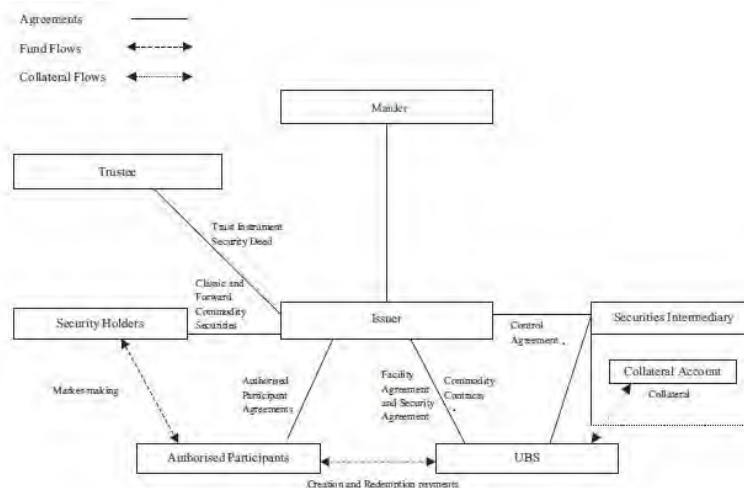 Agreements
Fund Flows
Collateral Flows
ManJer
Trustee
Trust Instrument
Security Deed
Classic and
Forward
Commodity
Securities
Security Holders
Issuer
Control
Agreement
Securities Intermediary
Collateral Account
Collateral
Market-making
Authorised
Participant
Agreements
Facility
Agreement
and Security
Agreement
Commodity
Contracts
Authorised Participants
UBS
Creation and Redemption payments